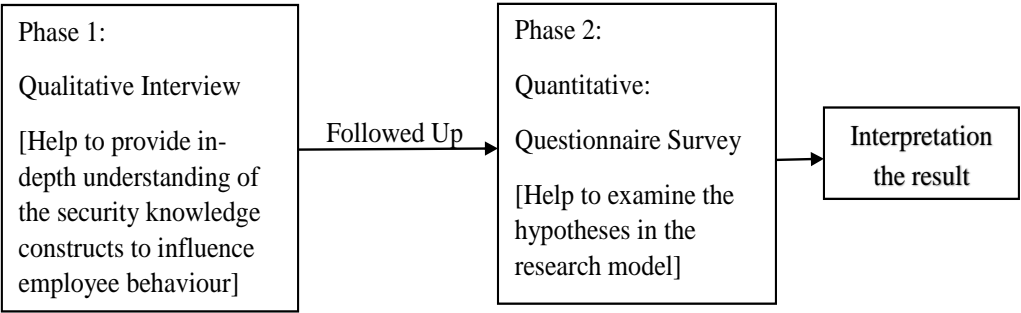 Phase 1:
Qualitative Interview
[Help to provide in-
depth understanding of
the security knowledge
constructs to influence
employee behaviour]
Followed Up
Phase 2:
Quantitative:
Questionnaire Survey
[Help to examine the
hypotheses in the
research model]
Interpretation
the result